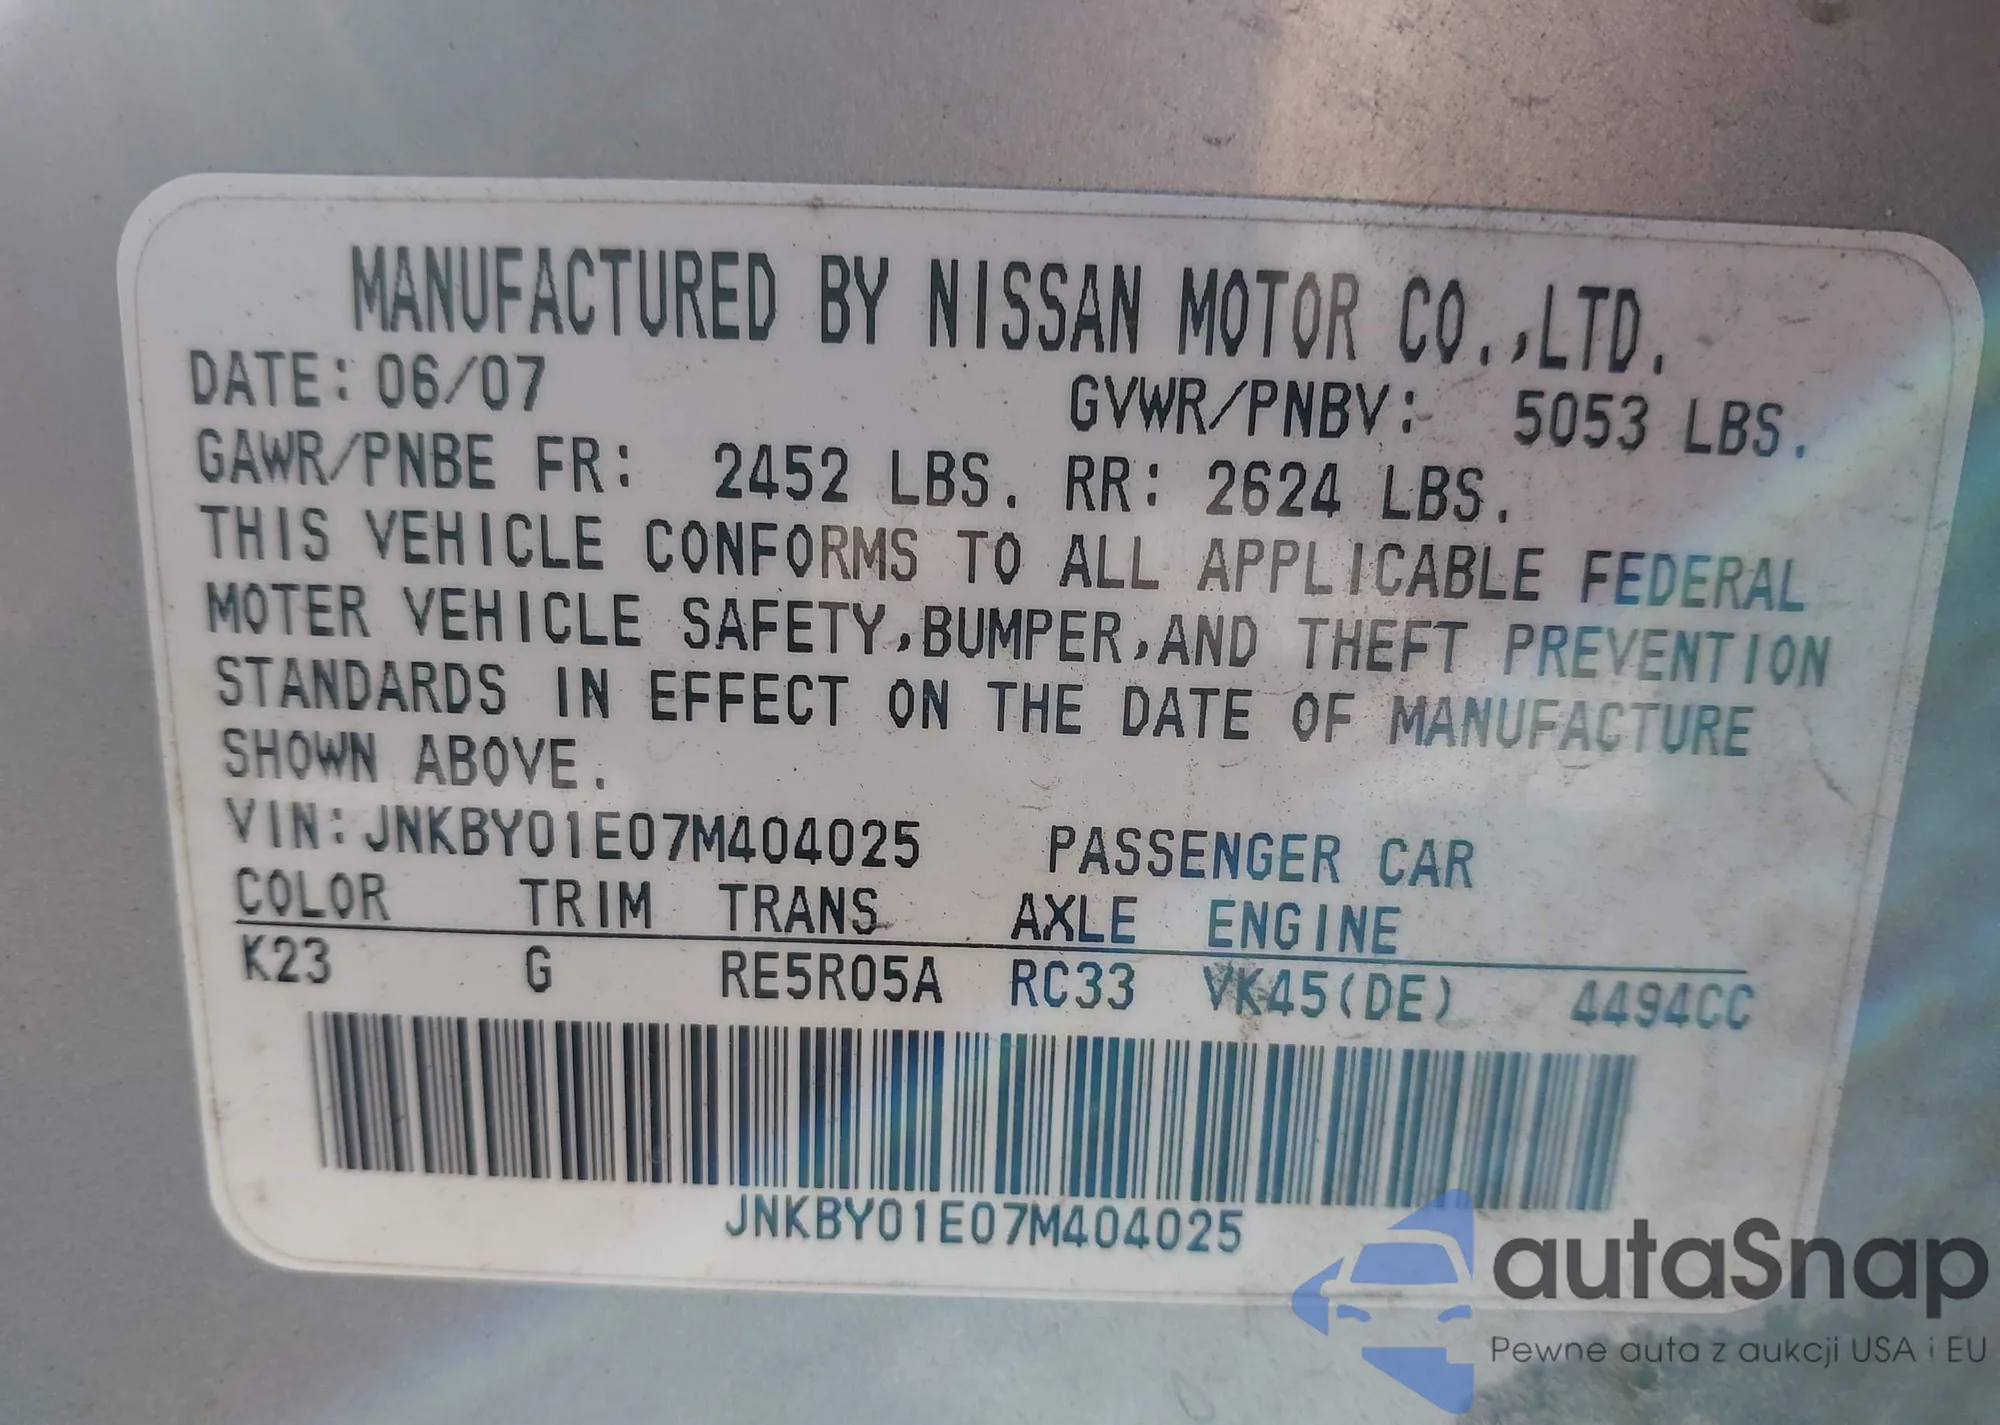 MANUFACTURED BY NISSAN MOTOR CO.,LTD.
DATE: 06/07 GVWR/PNBV: 5053 LBS.
GAWR/PNBE FR: 2452 LBS. RR: 2624 LBS.
THIS VEHICLE CONFORMS TO ALL APPLICABLE FEDERAL
MOTER VEHICLE SAFETY,BUMPER,AND THEFT PREVENTION
STANDARDS IN EFFECT ON THE DATE OF MANUFACTURE
SHOWN ABOVE.
VIN:JNKBY01E07M404025 PASSENGER CAR
COLOR TRIM TRANS AXLE ENGINE
K23 G RE5R05A RC33 VK45(DE) 4494CC
JNKBY01E07M404025
autaSnap
Pewne auta z aukcji USA i EU